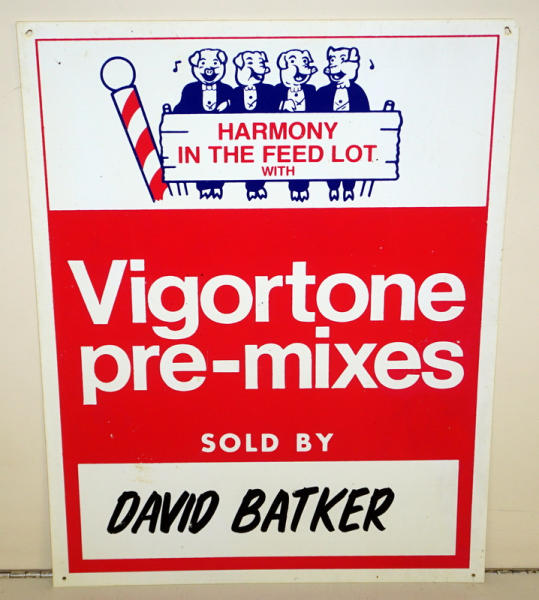 HARMONY
IN THE FEED LOT
WITH
Vigortone
pre-mixes
SOLD BY
DAVID BATKER